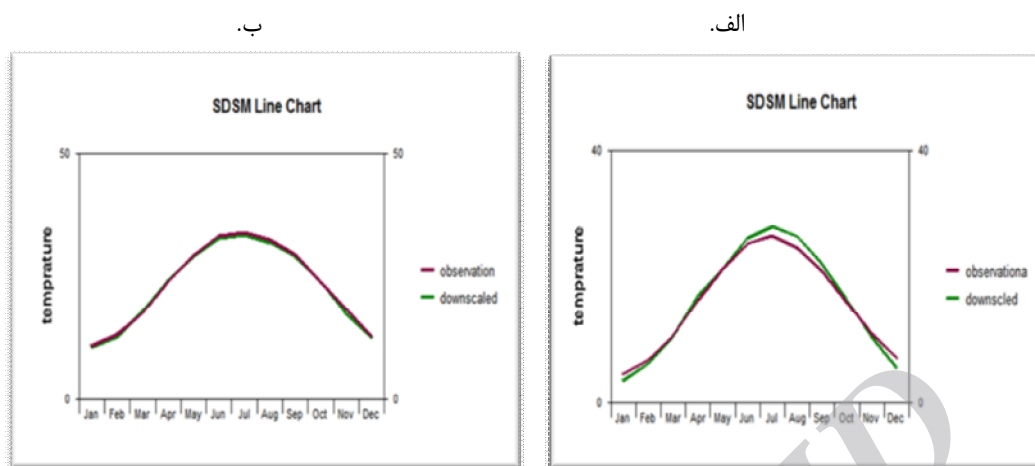 الف.
SDSM Line Chart
40 40
temprature
observationa
downscled
0 0
Jan Feb Mar Apr May Jun Jul Aug Sep Oct Nov Dec
ب.
SDSM Line Chart
50 50
temprature
observation
downscaled
0 0
Jan Feb Mar Apr May Jun Jul Aug Sep Oct Nov Dec